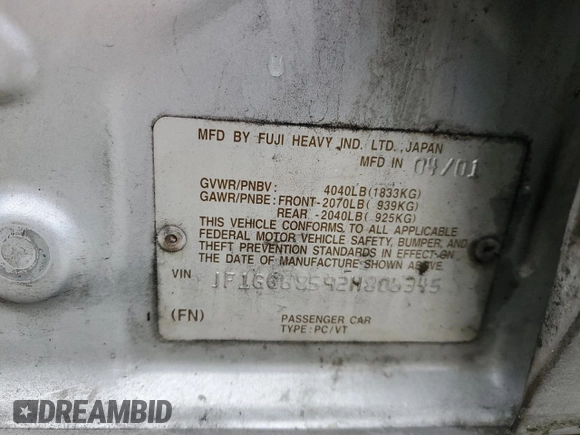 MFD BY FUJI HEAVY IND. LTD., JAPAN
MFD IN 04/01
GVWR/PNBV: 4040LB(1833KG)
GAWR/PNBE: FRONT-2070LB( 939KG)
REAR -2040LB( 925KG)
THIS VEHICLE CONFORMS TO ALL APPLICABLE
FEDERAL MOTOR VEHICLE SAFETY, BUMPER, AND
THEFT PREVENTION STANDARDS IN EFFECT ON
THE DATE OF MANUFACTURE SHOWN ABOVE.
VIN
(FN)
PASSENGER CAR
TYPE: PC/VT
DREAMBID